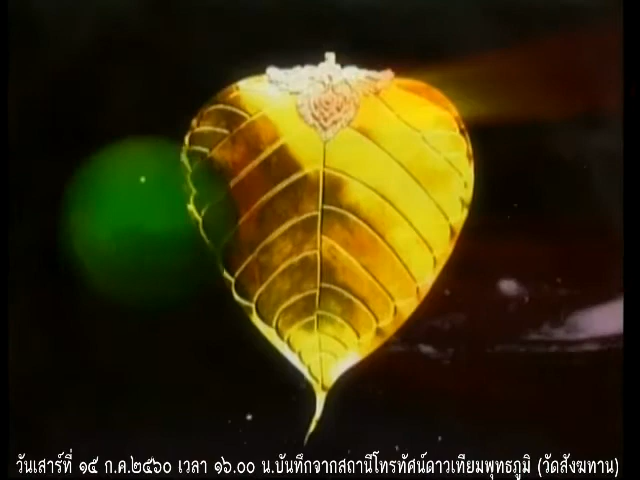 วันเสาร์ที่ ๑๕ ก.ค.๒๕๖๐ เวลา ๑๖.๐๐ น.บันทึกจากสถานีโทรทัศน์ดาวเทียมพุทธภูมิ (วัดสังฆทาน)